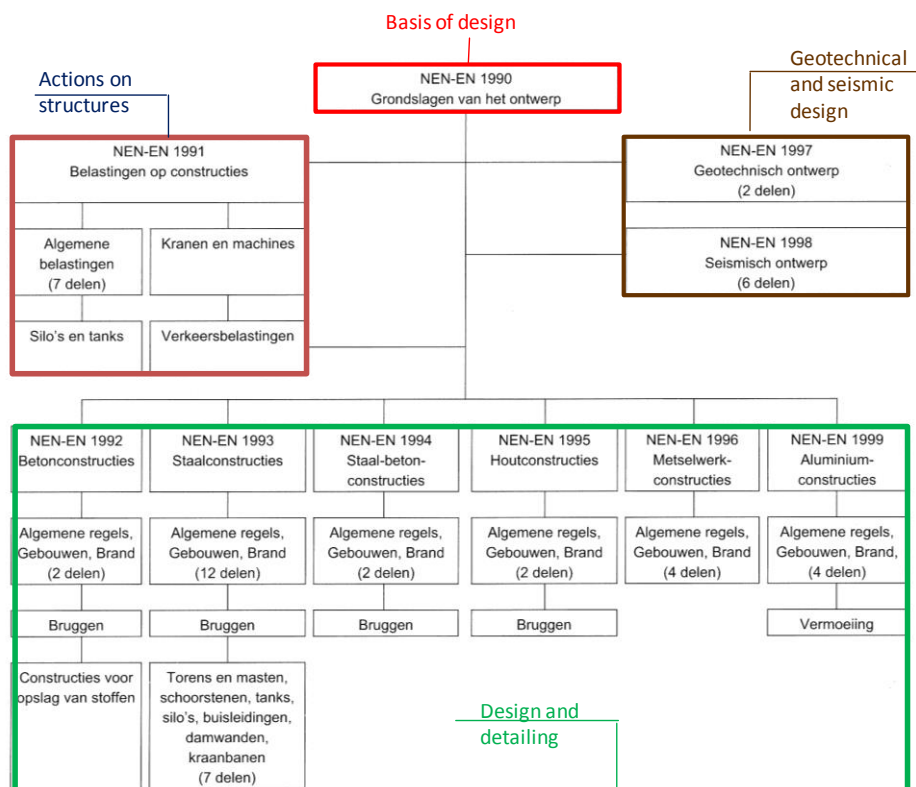 Basis of design
Actions on
structures
NEN-EN 1990
Grondslagen van het ontwerp
Geotechnical
and seismic
design
NEN-EN 1991
Belastingen op constructies
NEN-EN 1997
Geotechnisch ontwerp
(2 delen)
Algemene
belastingen
(7 delen)
Kranen en machines
NEN-EN 1998
Seismisch ontwerp
(6 delen)
Silo's en tanks
Verkeersbelastingen
NEN-EN 1992
Betonconstructies
NEN-EN 1993
Staalconstructies
NEN-EN 1994
Staal-beton-
constructies
NEN-EN 1995
Houtconstructies
NEN-EN 1996
Metselwerk-
constructies
NEN-EN 1999
Aluminium-
constructies
Algemene regels,
Gebouwen, Brand
(2 delen)
Algemene regels,
Gebouwen, Brand
(12 delen)
Algemene regels,
Gebouwen, Brand
(2 delen)
Algemene regels,
Gebouwen, Brand
(2 delen)
Algemene regels,
Gebouwen, Brand
(4 delen)
Algemene regels,
Gebouwen, Brand,
(4 delen)
Bruggen
Bruggen
Bruggen
Bruggen
Vermoeiing
Constructies voor
opslag van stoffen
Torens en masten,
schoorstenen, tanks,
silo's, buisleidingen,
damwanden,
kraanbanen
(7 delen)
Design and
detailing